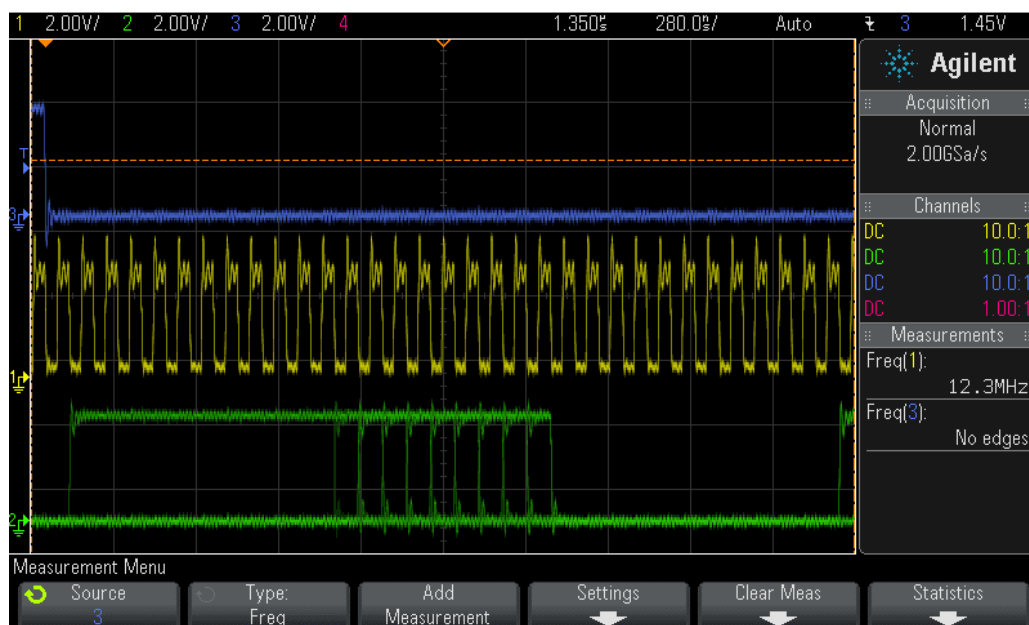 1 2.00V/ 2 2.00V/ 3 2.00V/ 4 1.350s 280.0s/ Auto 3 1.45V
Agilent
Acquisition
Normal
2.00GSa/s
Channels
DC 10.0:1
DC 10.0:1
DC 10.0:1
DC 1.00:1
Measurements
Freq(1):
12.3MHz
Freq(3):
No edges
T
3
1
2
Measurement Menu
Source
3
Type:
Freq
Add
Measurement
Settings
Clear Meas
Statistics